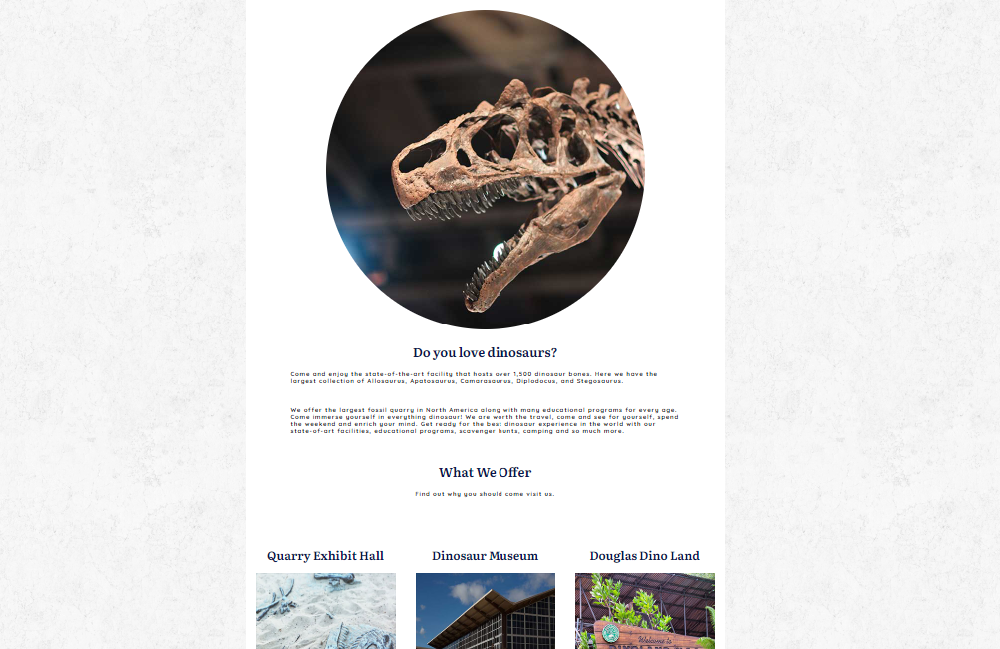 Do you love dinosaurs?
Come and enjoy the state-of-the-art facility that hosts over 1,500 dinosaur bones. Here we have the
largest collection of Allosaurus, Apatosaurus, Camarasaurus, Diplodocus, and Stegosaurus.
We offer the largest fossil quarry in North America along with many educational programs for every age.
Come immerse yourself in everything dinosaur! We are worth the travel, come and see for yourself, spend
the weekend and enrich your mind. Get ready for the best dinosaur experience in the world with our
state-of-art facilities, educational programs, scavenger hunts, camping and so much more.
What We Offer
Find out why you should come visit us.
Quarry Exhibit Hall
Dinosaur Museum
Douglas Dino Land
Welcome to